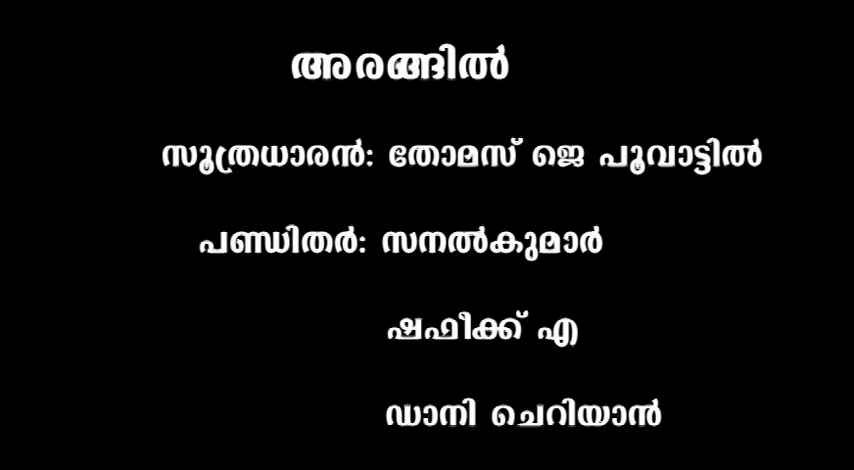 അരങ്ങിൽ
സൂത്രധാരൻ: തോമസ് ജെ പൂവാട്ടിൽ
പണ്ഡിതർ: സനൽകുമാർ
ഷഫീക്ക് എ
ഡാനി ചെറിയാൻ